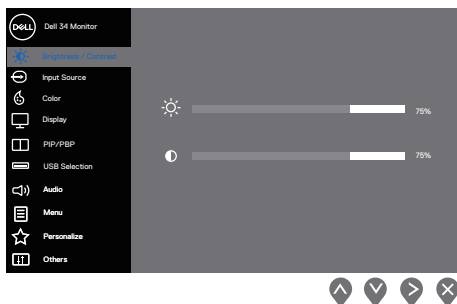 DELL
Dell 34 Monitor
Brightness / Contrast
Input Source
Color
Display
PIP/PBP
USB Selection
Audio
Menu
Personalize
Others
75%
75%